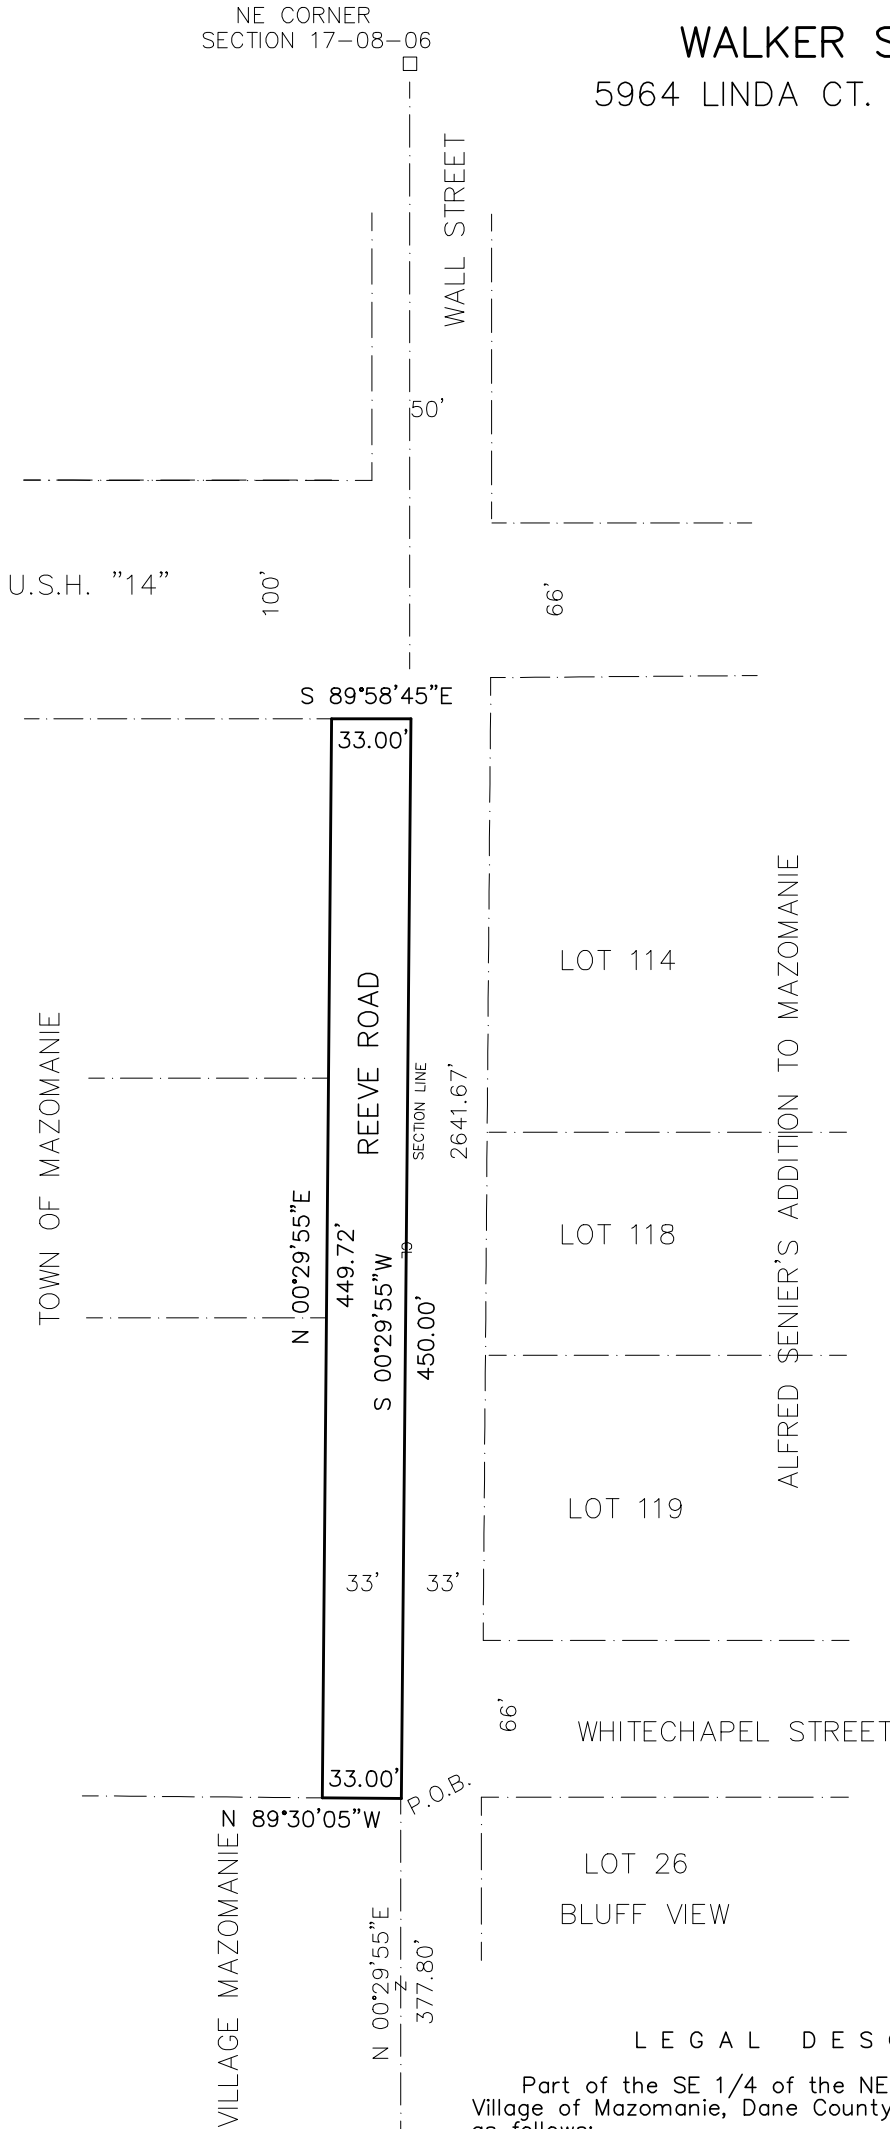 NE CORNER
SECTION 17-08-06
WALKER S
5964 LINDA CT.
WALL STREET
50'
U.S.H. "14"
100'
66'
S 89°58'45"E
33.00'
LOT 114
REEVE ROAD
SECTION LINE
2641.67'
TOWN OF MAZOMANIE
ALFRED SENIER'S ADDITION TO MAZOMANIE
N 00°29'55"E
449.72'
S 00°29'55"W
450.00'
LOT 118
LOT 119
33'
33'
66'
WHITECHAPEL STREET
33.00'
P.O.B.
N 89°30'05"W
VILLAGE MAZOMANIE
LOT 26
BLUFF VIEW
N 00°29'55"E
377.80'
LEGAL DESC
Part of the SE 1/4 of the NE
Village of Mazomanie, Dane County
as follows: